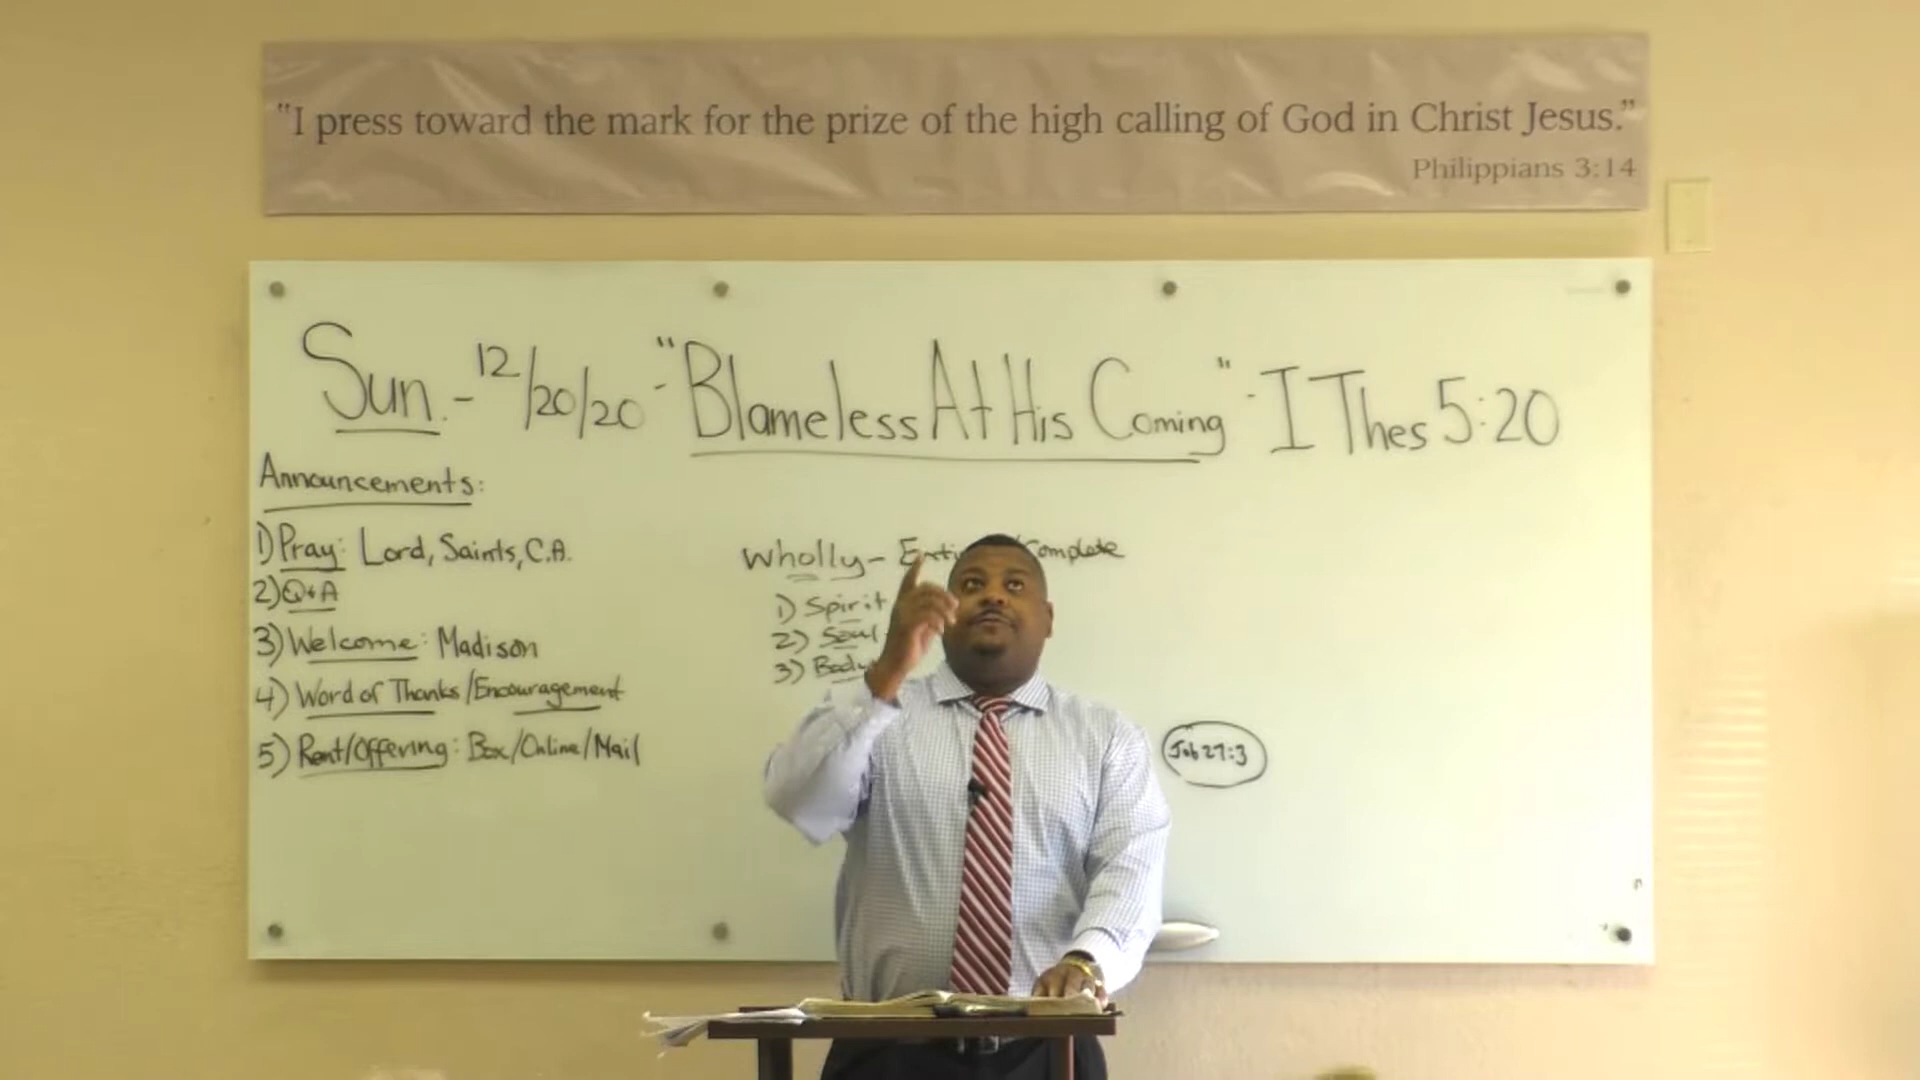 “I press toward the mark for the prize of the high calling of God in Christ Jesus.”
Philippians 3:14
Sun. - 12/20/20 - "Blameless At His Coming" - I Thes 5:20
Announcements:
1) Pray: Lord, Saints, C.A.
2) Q+A
3) Welcome: Madison
4) Word of Thanks/Encouragement
5) Rent/Offering: Box/Online/Mail
Wholly - Complete
1) Spirit
2) Soul
3) Body
Job 27:3